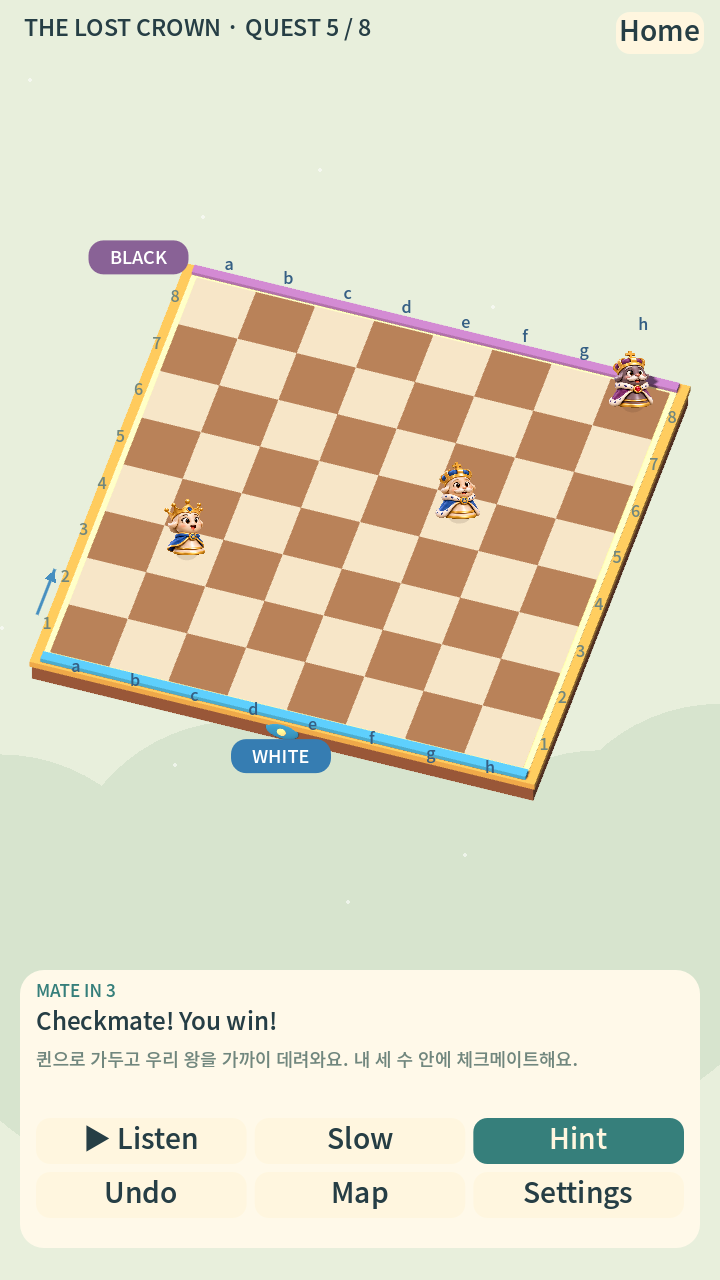 THE LOST CROWN · QUEST 5 / 8
Home
BLACK
a b c d e f g h
8 8
7 7
6 6
5 5
4 4
3 3
2 2
1 1
a b c d e f g h
WHITE
MATE IN 3
Checkmate! You win!
퀸으로 가두고 우리 왕을 가까이 데려와요. 내 세 수 안에 체크메이트해요.
▶ Listen
Slow
Hint
Undo
Map
Settings